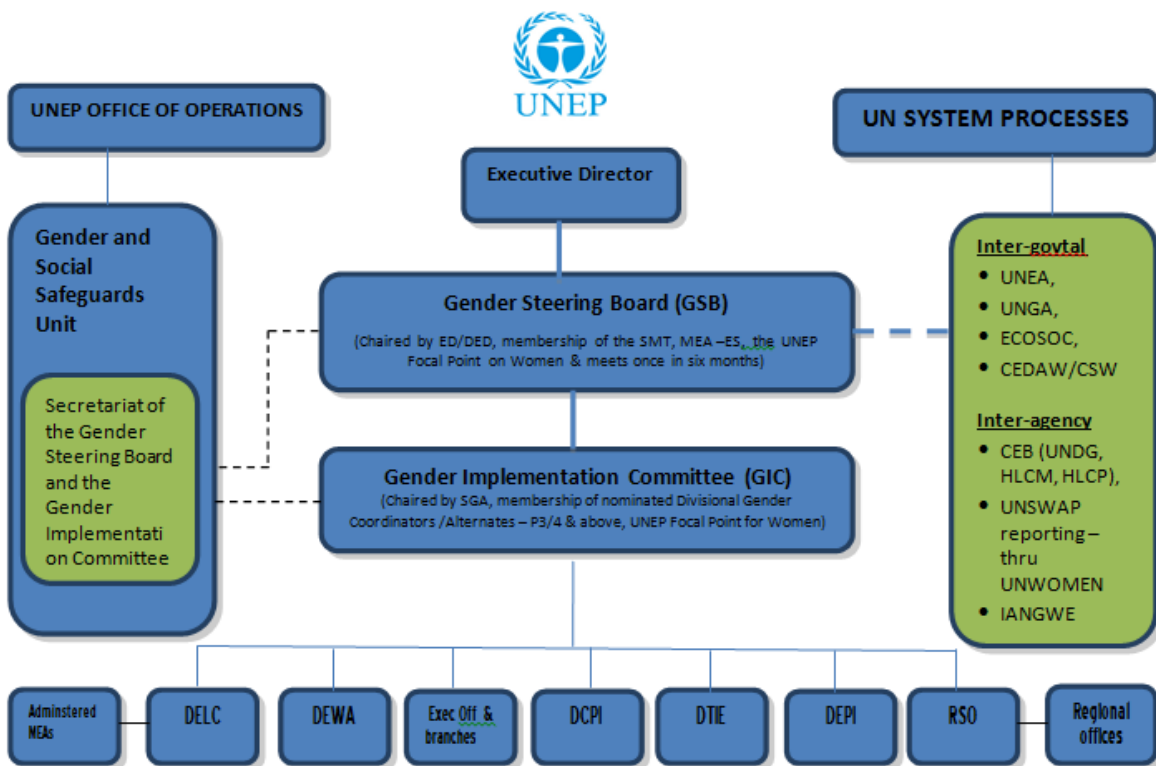 UNEP
UNEP OFFICE OF OPERATIONS
UN SYSTEM PROCESSES
Executive Director
Gender and
Social
Safeguards
Unit
Secretariat of
the Gender
Steering Board
and the
Gender
Implementati
on Committee
Gender Steering Board (GSB)
(Chaired by ED/DED, membership of the SMT, MEA –ES, the UNEP
Focal Point on Women & meets once in six months)
Gender Implementation Committee (GIC)
(Chaired by SGA, membership of nominated Divisional Gender
Coordinators /Alternates – P3/4 & above, UNEP Focal Point for Women)
Inter-govtal
• UNEA,
• UNGA,
• ECOSOC,
• CEDAW/CSW
Inter-agency
• CEB (UNDG,
HLCM, HLCP),
• UNSWAP
reporting –
thru
UNWOMEN
• IANGWE
Adminstered
MEAs
DELC
DEWA
Exec Off &
branches
DCPI
DTIE
DEPI
RSO
Regional
offices